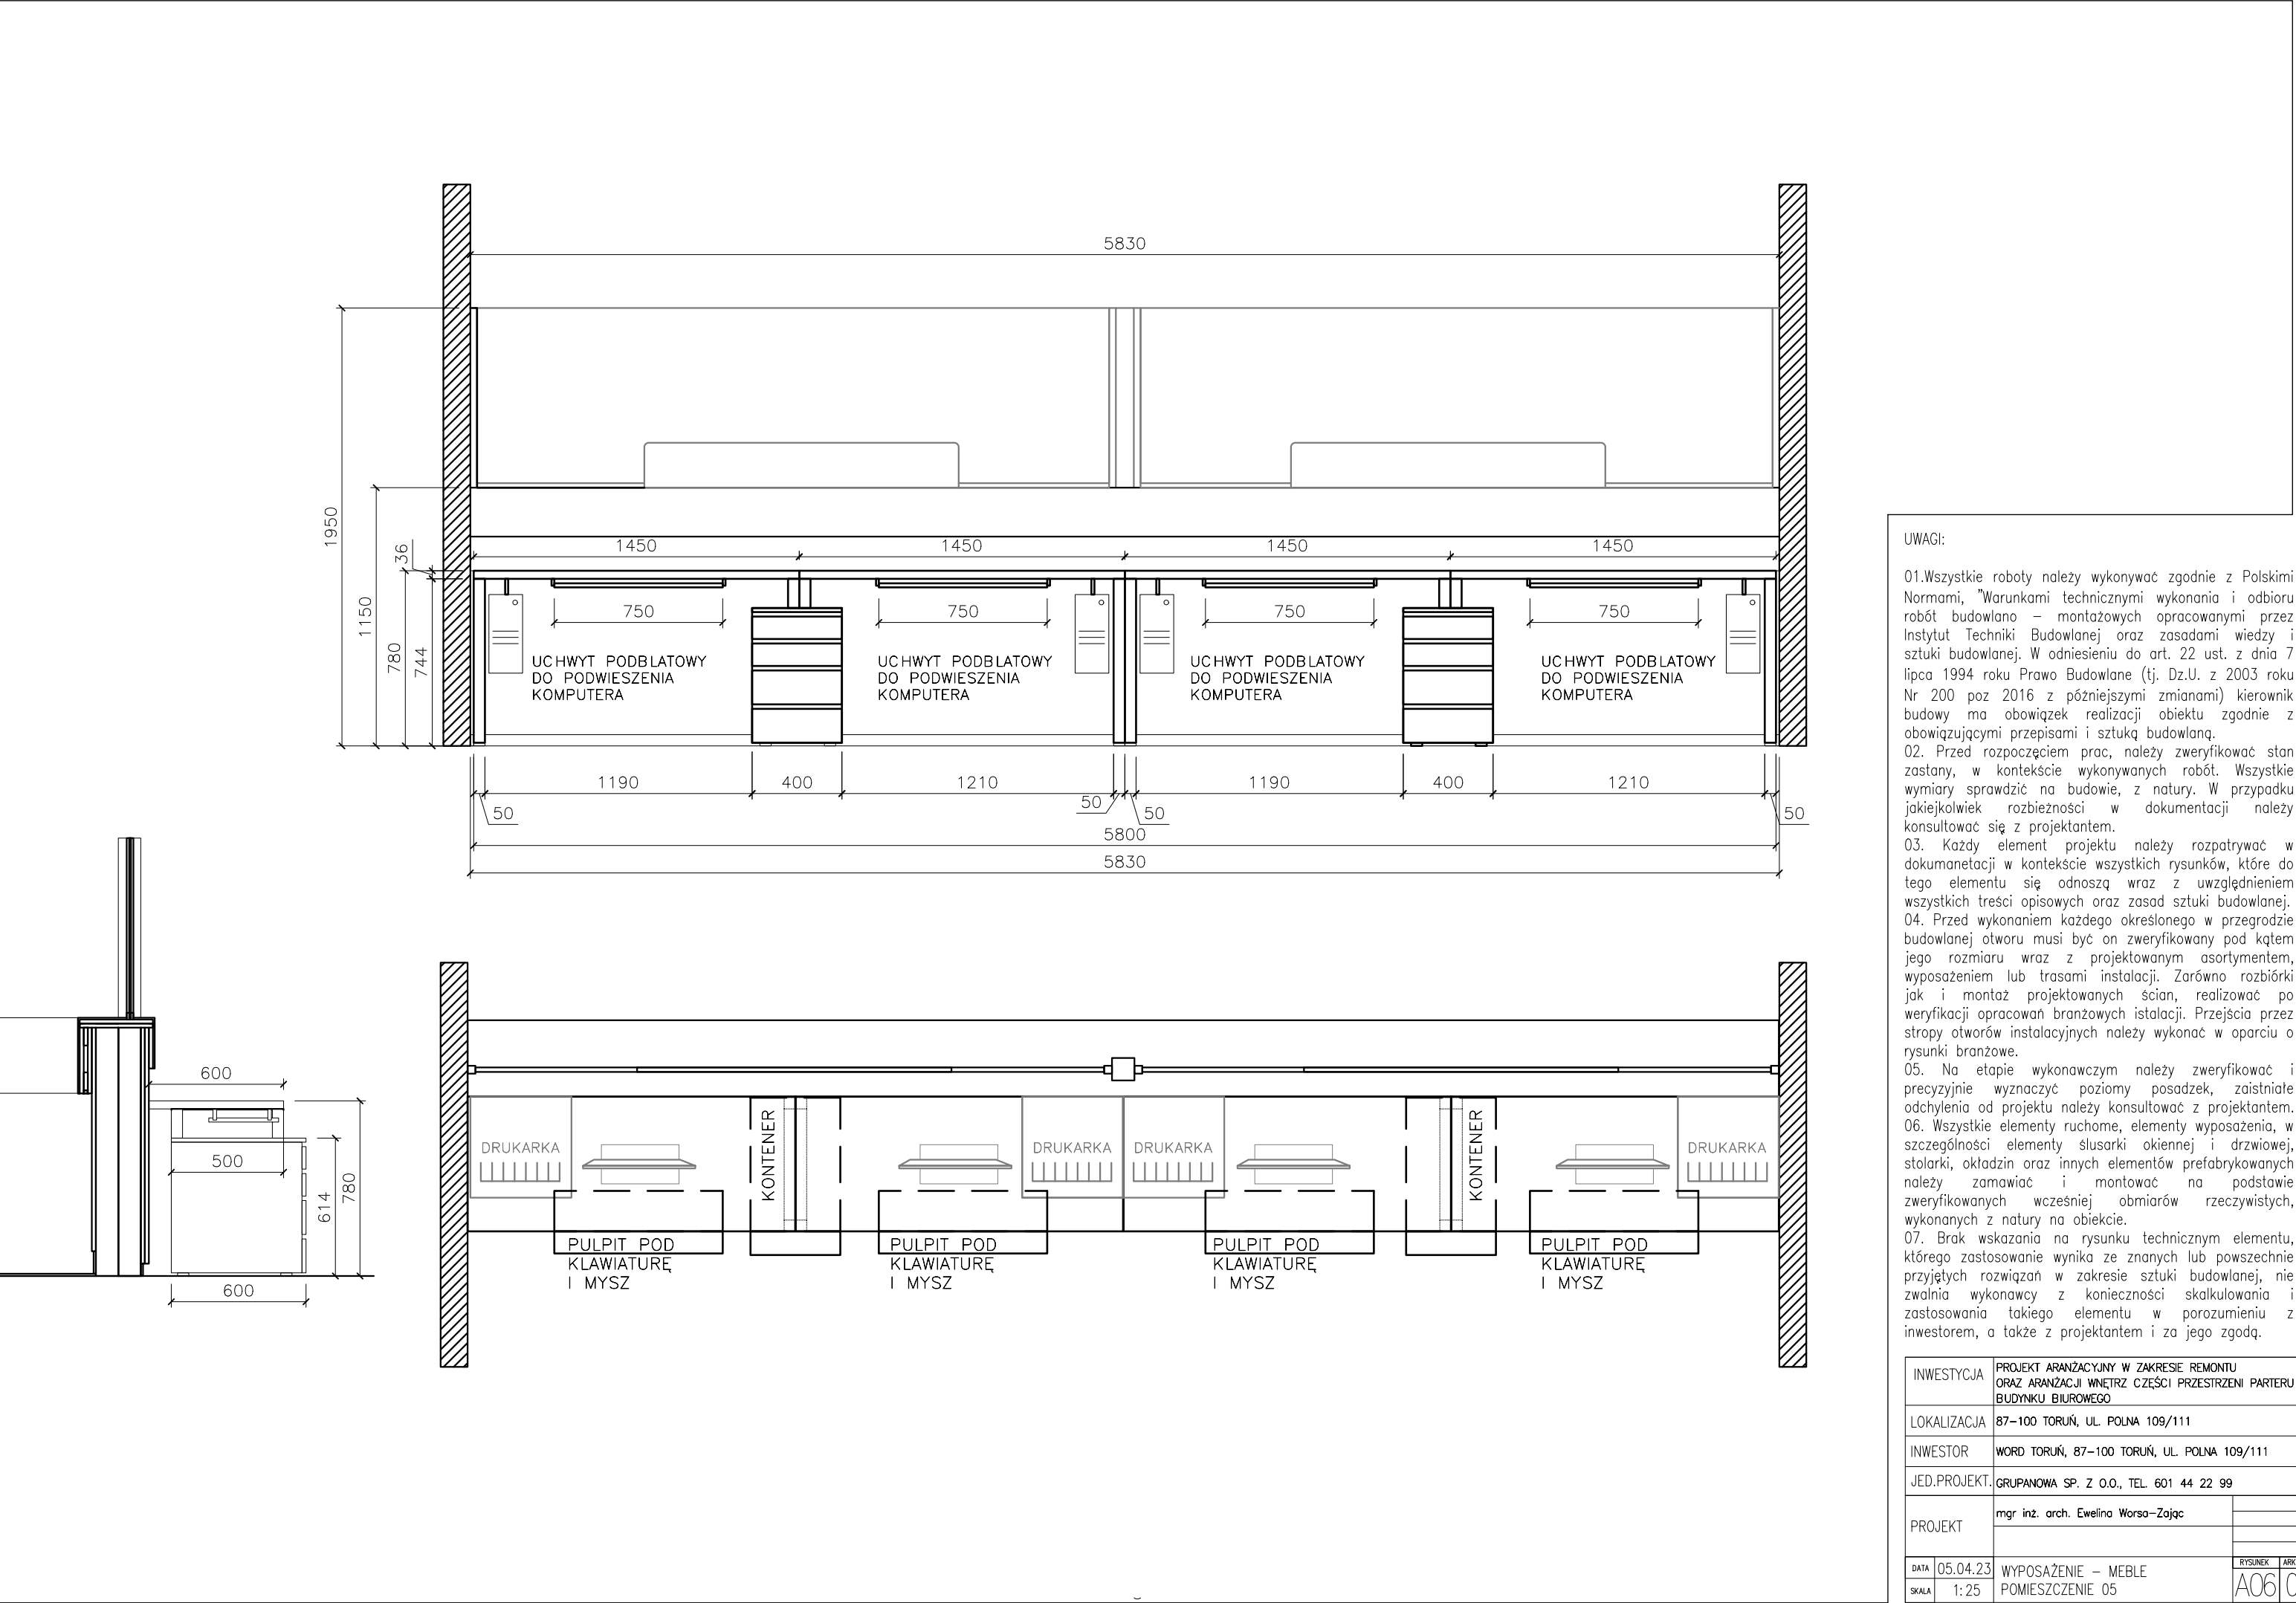 5830
1950
1150
780
744
36
1450 1450 1450 1450
750 750 750 750
UCHWYT PODBLATOWY
DO PODWIESZENIA
KOMPUTERA
UCHWYT PODBLATOWY
DO PODWIESZENIA
KOMPUTERA
UCHWYT PODBLATOWY
DO PODWIESZENIA
KOMPUTERA
UCHWYT PODBLATOWY
DO PODWIESZENIA
KOMPUTERA
1190 400 1210 1190 400 1210
50 50 50 50
5800
5830
600
500
614
780
600
DRUKARKA DRUKARKA DRUKARKA DRUKARKA
KONTENER
KONTENER
PULPIT POD
KLAWIATURĘ
I MYSZ
PULPIT POD
KLAWIATURĘ
I MYSZ
PULPIT POD
KLAWIATURĘ
I MYSZ
PULPIT POD
KLAWIATURĘ
I MYSZ
UWAGI:
01.Wszystkie roboty należy wykonywać zgodnie z Polskimi
Normami, "Warunkami technicznymi wykonania i odbioru
robót budowlano – montażowych opracowanymi przez
Instytut Techniki Budowlanej oraz zasadami wiedzy i
sztuki budowlanej. W odniesieniu do art. 22 ust. z dnia 7
lipca 1994 roku Prawo Budowlane (tj. Dz.U. z 2003 roku
Nr 200 poz 2016 z późniejszymi zmianami) kierownik
budowy ma obowiązek realizacji obiektu zgodnie z
obowiązującymi przepisami i sztuką budowlaną.
02. Przed rozpoczęciem prac, należy zweryfikować stan
zastany, w kontekście wykonywanych robót. Wszystkie
wymiary sprawdzić na budowie, z natury. W przypadku
jakiejkolwiek rozbieżności w dokumentacji należy
konsultować się z projektantem.
03. Każdy element projektu należy rozpatrywać w
dokumanetacji w kontekście wszystkich rysunków, które do
tego elementu się odnoszą wraz z uwzględnieniem
wszystkich treści opisowych oraz zasad sztuki budowlanej.
04. Przed wykonaniem każdego określonego w przegrodzie
budowlanej otworu musi być on zweryfikowany pod kątem
jego rozmiaru wraz z projektowanym asortymentem,
wyposażeniem lub trasami instalacji. Zarówno rozbiórki
jak i montaż projektowanych ścian, realizować po
weryfikacji opracowań branżowych istalacji. Przejścia przez
stropy otworów instalacyjnych należy wykonać w oparciu o
rysunki branżowe.
05. Na etapie wykonawczym należy zweryfikować i
precyzyjnie wyznaczyć poziomy posadzek, zaistniałe
odchylenia od projektu należy konsultować z projektantem.
06. Wszystkie elementy ruchome, elementy wyposażenia, w
szczególności elementy ślusarki okiennej i drzwiowej,
stolarki, okładzin oraz innych elementów prefabrykowanych
należy zamawiać i montować na podstawie
zweryfikowanych wcześniej obmiarów rzeczywistych,
wykonanych z natury na obiekcie.
07. Brak wskazania na rysunku technicznym elementu,
którego zastosowanie wynika ze znanych lub powszechnie
przyjętych rozwiązań w zakresie sztuki budowlanej, nie
zwalnia wykonawcy z konieczności skalkulowania i
zastosowania takiego elementu w porozumieniu z
inwestorem, a także z projektantem i za jego zgodą.
INWESTYCJA PROJEKT ARANŻACYJNY W ZAKRESIE REMONTU
ORAZ ARANŻACJI WNĘTRZ CZĘŚCI PRZESTRZENI PARTERU
BUDYNKU BIUROWEGO
LOKALIZACJA 87–100 TORUŃ, UL. POLNA 109/111
INWESTOR WORD TORUŃ, 87–100 TORUŃ, UL. POLNA 109/111
JED.PROJEKT. GRUPANOWA SP. Z O.O., TEL. 601 44 22 99
PROJEKT mgr inż. arch. Ewelina Worsa–Zając
DATA 05.04.23 WYPOSAŻENIE – MEBLE
SKALA 1:25 POMIESZCZENIE 05
RYSUNEK ARK
A06